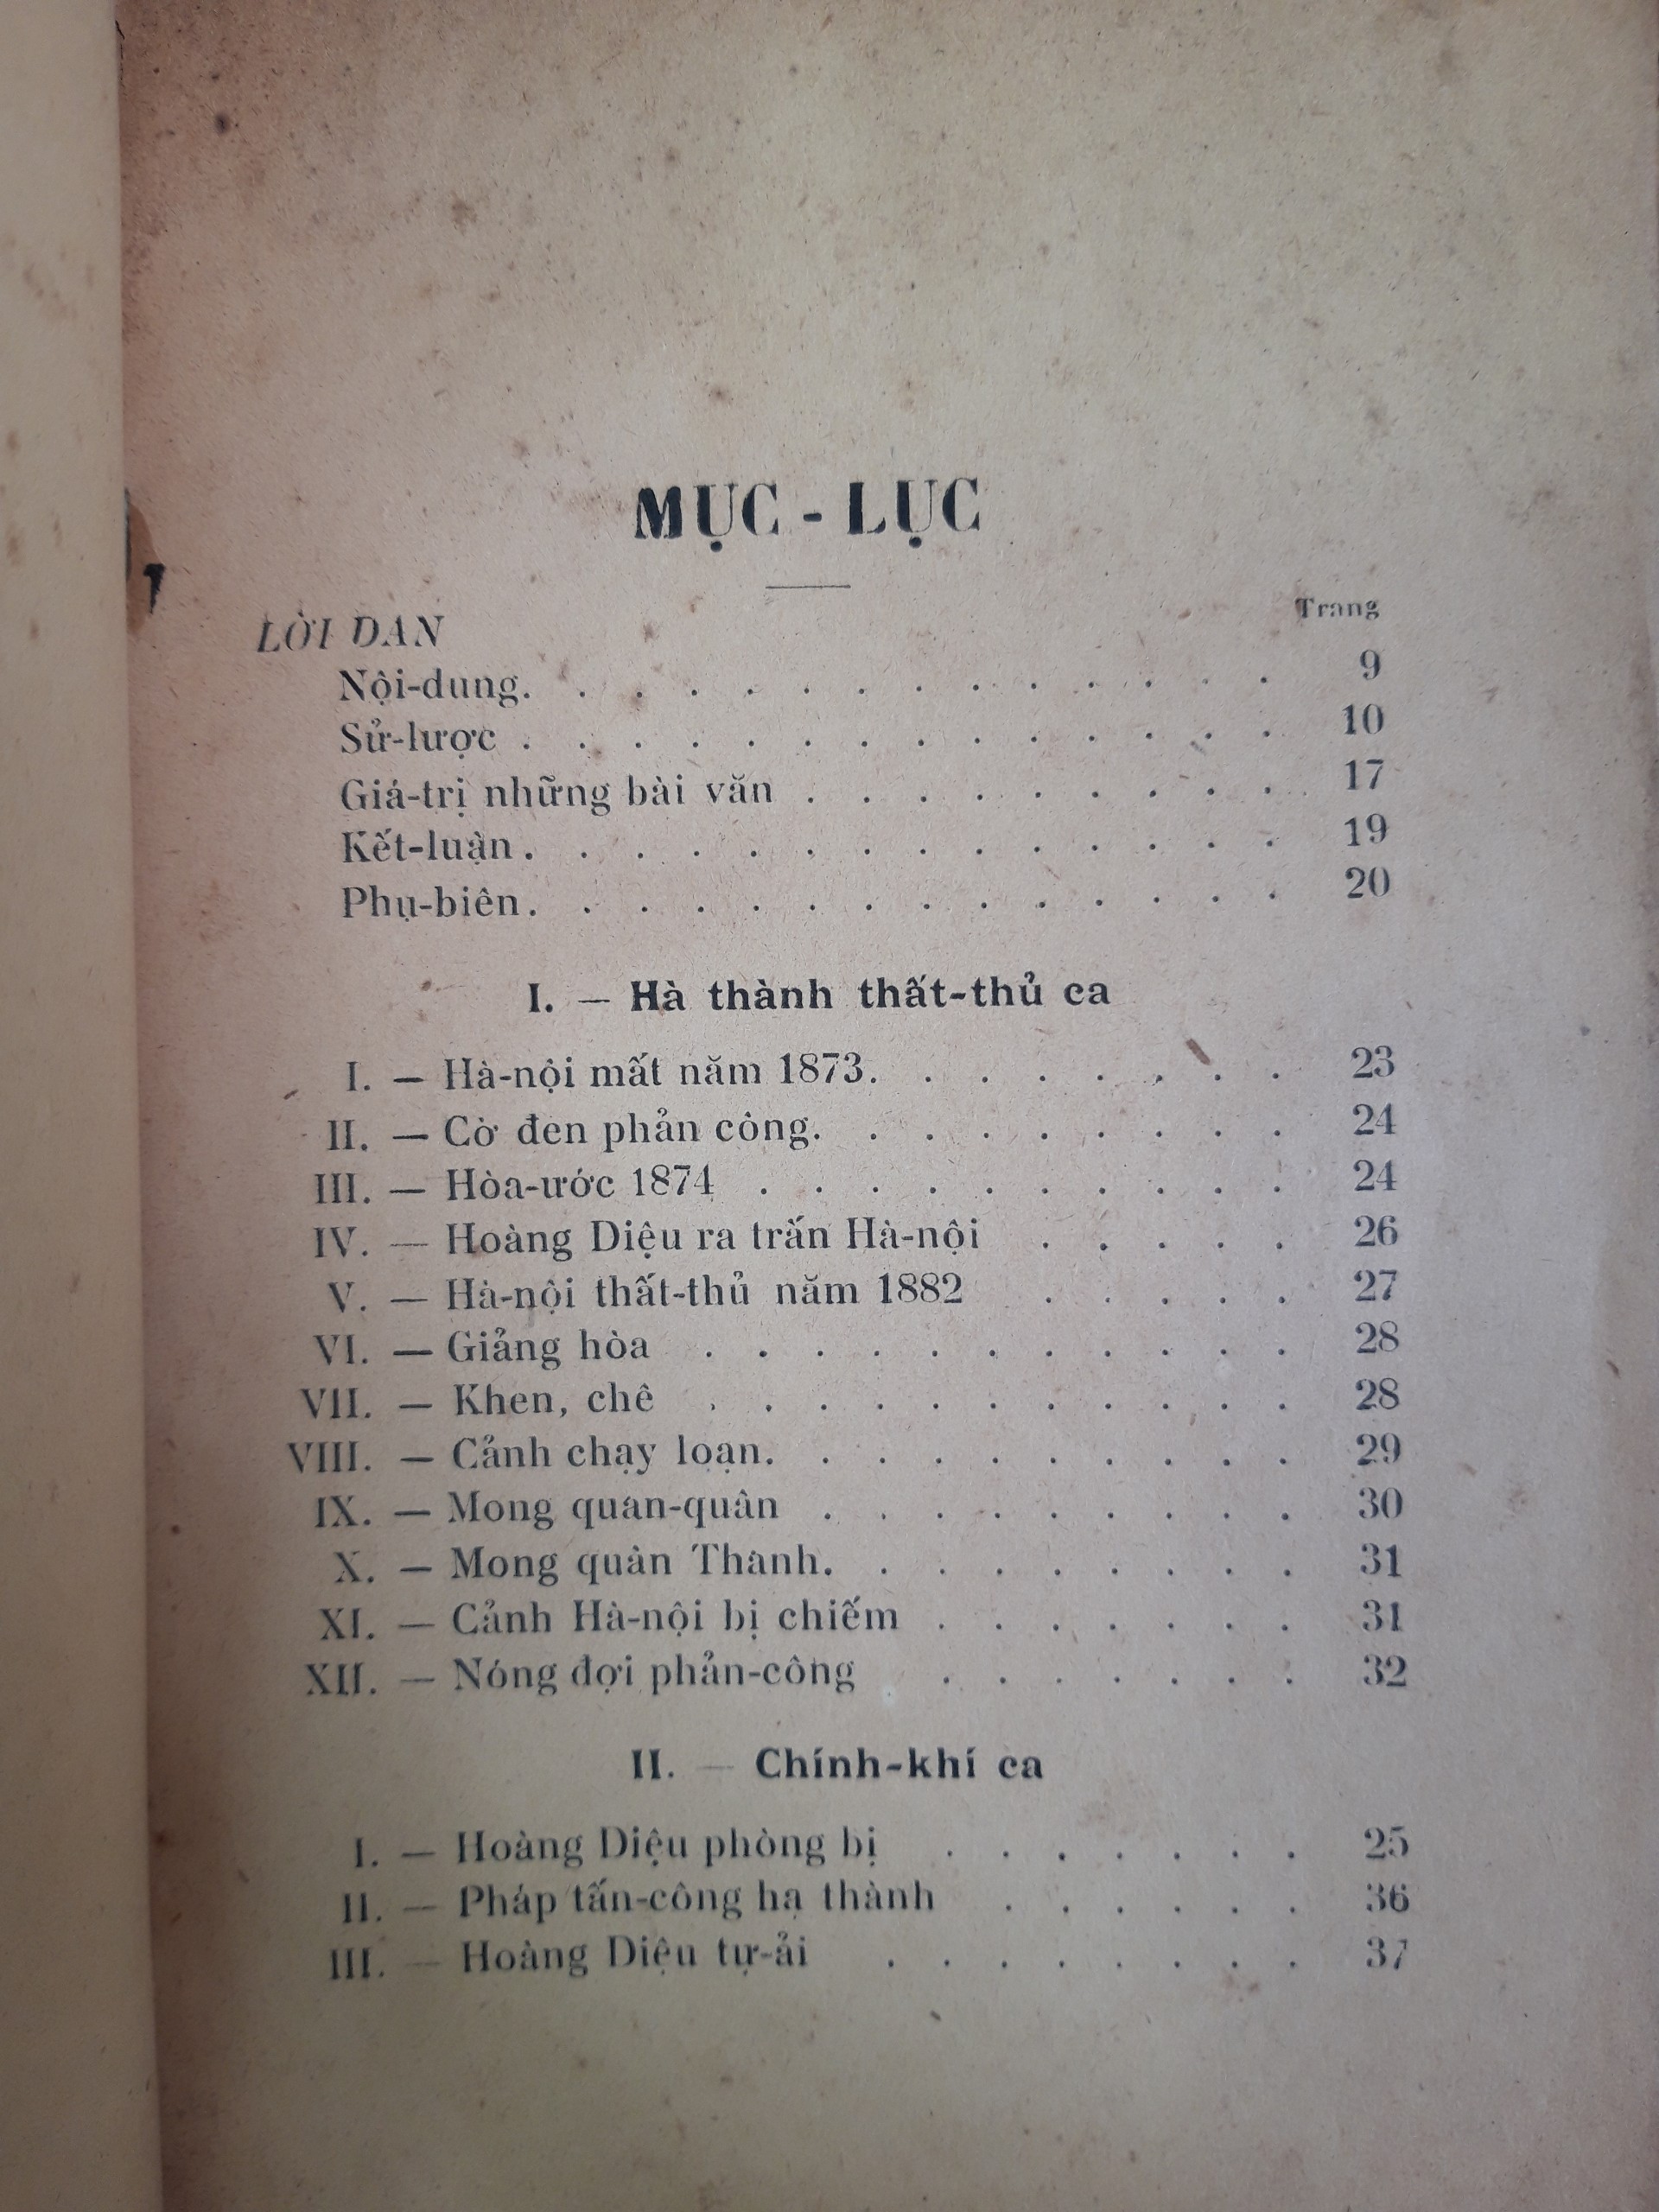 MỤC - LỤC
Trang
LỜI DAN
Nội-dung. . . . . . . . . . . . . . 9
Sử-lược . . . . . . . . . . . . . . 10
Giá-trị những bài văn . . . . . . . . . 17
Kết-luận. . . . . . . . . . . . . . 19
Phụ-biên. . . . . . . . . . . . . . 20
I. — Hà thành thất-thủ ca
I. — Hà-nội mất năm 1873. . . . . . . . 23
II. — Cờ đen phản công. . . . . . . . . 24
III. — Hòa-ước 1874 . . . . . . . . . . 24
IV. — Hoàng Diệu ra trấn Hà-nội . . . . . 26
V. — Hà-nội thất-thủ năm 1882 . . . . . 27
VI. — Giảng hòa . . . . . . . . . . . 28
VII. — Khen, chê . . . . . . . . . . . 28
VIII. — Cảnh chạy loạn. . . . . . . . . . 29
IX. — Mong quan-quân . . . . . . . . . 30
X. — Mong quân Thanh. . . . . . . . . 31
XI. — Cảnh Hà-nội bị chiếm . . . . . . . 31
XII. — Nóng đợi phản-công . . . . . . . 32
II. — Chính-khí ca
I. — Hoàng Diệu phòng bị . . . . . . . 25
II. — Pháp tấn-công hạ thành . . . . . . 36
III. — Hoàng Diệu tự-ải . . . . . . . . 37